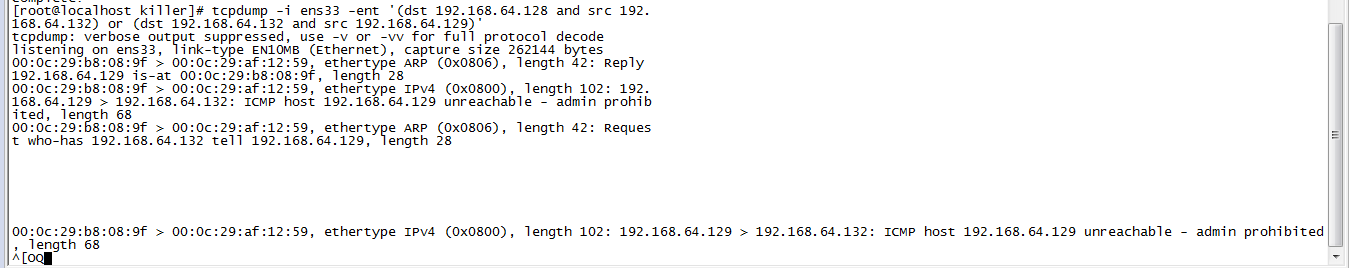 [root@localhost killer]# tcpdump -i ens33 -ent '(dst 192.168.64.128 and src 192.
168.64.132) or (dst 192.168.64.132 and src 192.168.64.129)'
tcpdump: verbose output suppressed, use -v or -vv for full protocol decode
listening on ens33, link-type EN10MB (Ethernet), capture size 262144 bytes
00:0c:29:b8:08:9f > 00:0c:29:af:12:59, ethertype ARP (0x0806), length 42: Reply
192.168.64.129 is-at 00:0c:29:b8:08:9f, length 28
00:0c:29:b8:08:9f > 00:0c:29:af:12:59, ethertype IPv4 (0x0800), length 102: 192.
168.64.129 > 192.168.64.132: ICMP host 192.168.64.129 unreachable - admin prohib
ited, length 68
00:0c:29:b8:08:9f > 00:0c:29:af:12:59, ethertype ARP (0x0806), length 42: Reques
t who-has 192.168.64.132 tell 192.168.64.129, length 28
00:0c:29:b8:08:9f > 00:0c:29:af:12:59, ethertype IPv4 (0x0800), length 102: 192.168.64.129 > 192.168.64.132: ICMP host 192.168.64.129 unreachable - admin prohibited
, length 68
^[OQ